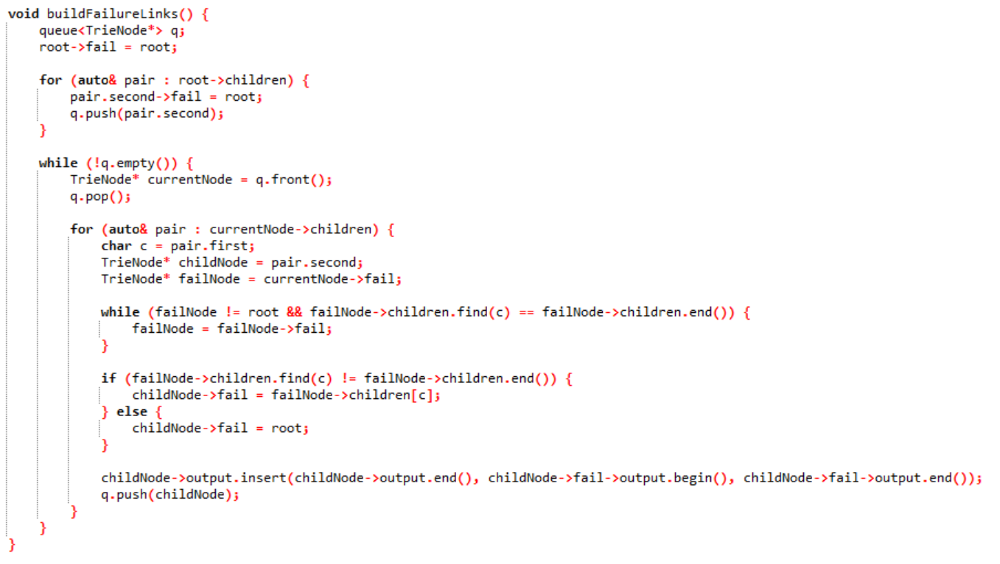 void buildFailureLinks() {
    queue<TrieNode*> q;
    root->fail = root;

    for (auto& pair : root->children) {
        pair.second->fail = root;
        q.push(pair.second);
    }

    while (!q.empty()) {
        TrieNode* currentNode = q.front();
        q.pop();

        for (auto& pair : currentNode->children) {
            char c = pair.first;
            TrieNode* childNode = pair.second;
            TrieNode* failNode = currentNode->fail;

            while (failNode != root && failNode->children.find(c) == failNode->children.end()) {
                failNode = failNode->fail;
            }

            if (failNode->children.find(c) != failNode->children.end()) {
                childNode->fail = failNode->children[c];
            } else {
                childNode->fail = root;
            }

            childNode->output.insert(childNode->output.end(), childNode->fail->output.begin(), childNode->fail->output.end());
            q.push(childNode);
        }
    }
}